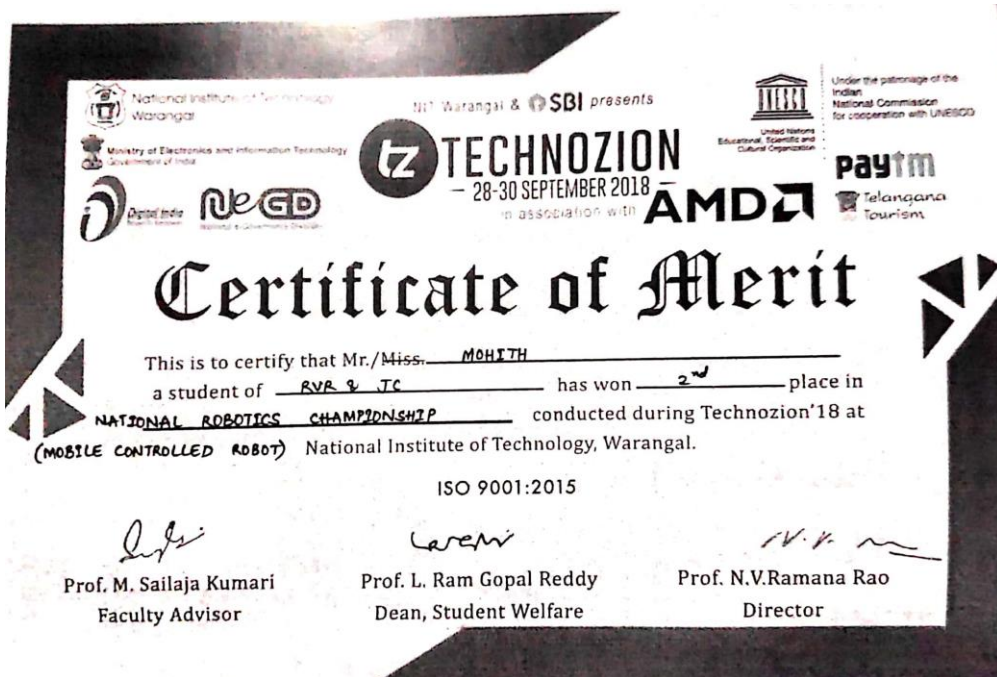 National Institute of Technology
Warangal
Ministry of Electronics and Information Technology
Government of India
Digital India
NeGD
National e-Governance Division
NIT Warangal & SBI presents
tz TECHNOZION
28-30 SEPTEMBER 2018
in association with AMD
UNESCO
United Nations
Educational, Scientific and
Cultural Organization
Under the patronage of the
Indian
National Commission
for cooperation with UNESCO
paytm
Telangana
Tourism
Certificate of Merit
This is to certify that Mr./Miss. MOHITH
a student of RVR & JC has won 2nd place in
NATIONAL ROBOTICS CHAMPIONSHIP conducted during Technozion'18 at
(MOBILE CONTROLLED ROBOT) National Institute of Technology, Warangal.
ISO 9001:2015
Prof. M. Sailaja Kumari
Faculty Advisor
Prof. L. Ram Gopal Reddy
Dean, Student Welfare
Prof. N.V.Ramana Rao
Director